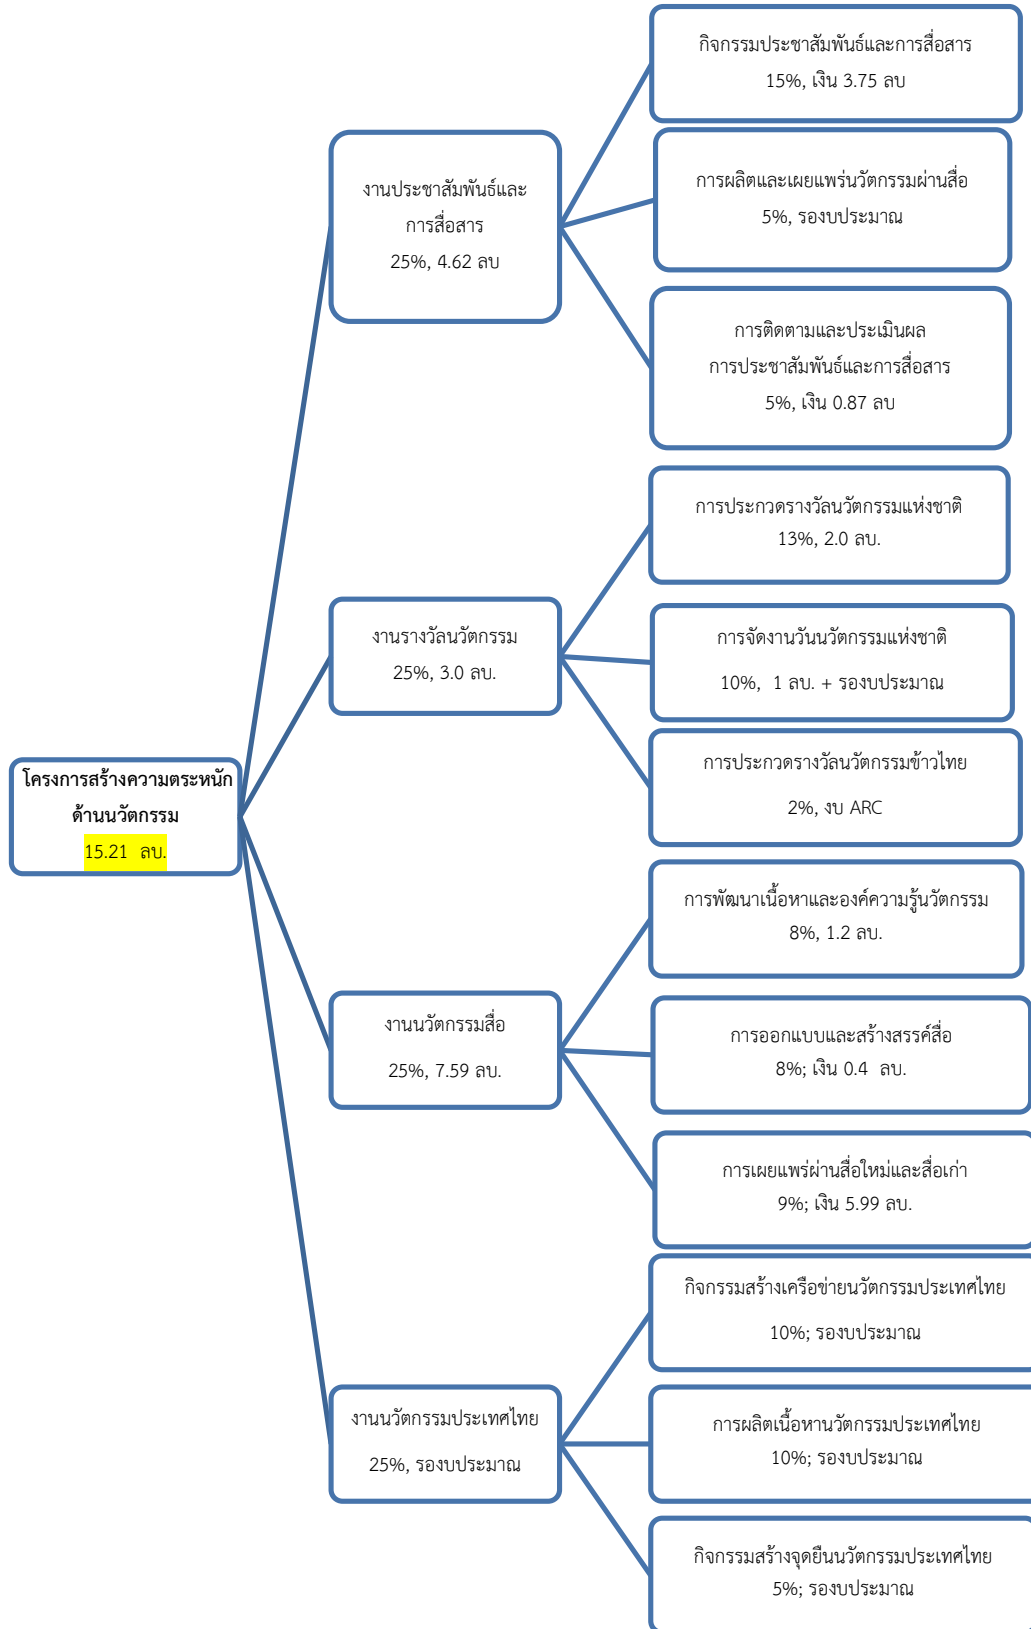 กิจกรรมประชาสัมพันธ์และการสื่อสาร
15%, เงิน 3.75 ลบ
การผลิตและเผยแพร่นวัตกรรมผ่านสื่อ
5%, รองบประมาณ
การติดตามและประเมินผล
การประชาสัมพันธ์และการสื่อสาร
5%, เงิน 0.87 ลบ
งานประชาสัมพันธ์และ
การสื่อสาร
25%, 4.62 ลบ
การประกวดรางวัลนวัตกรรมแห่งชาติ
13%, 2.0 ลบ.
การจัดงานวันนวัตกรรมแห่งชาติ
10%, 1 ลบ. + รองบประมาณ
การประกวดรางวัลนวัตกรรมข้าวไทย
2%, งบ ARC
งานรางวัลนวัตกรรม
25%, 3.0 ลบ.
โครงการสร้างความตระหนัก
ด้านนวัตกรรม
15.21 ลบ.
การพัฒนาเนื้อหาและองค์ความรู้นวัตกรรม
8%, 1.2 ลบ.
การออกแบบและสร้างสรรค์สื่อ
8%; เงิน 0.4 ลบ.
การเผยแพร่ผ่านสื่อใหม่และสื่อเก่า
9%; เงิน 5.99 ลบ.
งานนวัตกรรมสื่อ
25%, 7.59 ลบ.
กิจกรรมสร้างเครือข่ายนวัตกรรมประเทศไทย
10%; รองบประมาณ
การผลิตเนื้อหานวัตกรรมประเทศไทย
10%; รองบประมาณ
กิจกรรมสร้างจุดยืนนวัตกรรมประเทศไทย
5%; รองบประมาณ
งานนวัตกรรมประเทศไทย
25%, รองบประมาณ